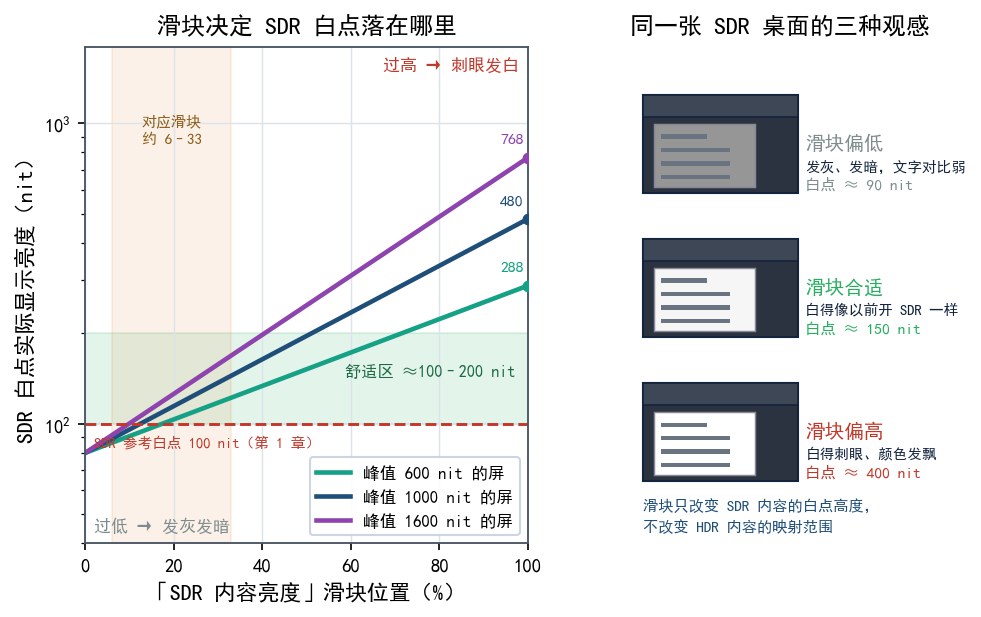 滑块决定 SDR 白点落在哪里
过高 → 刺眼发白
对应滑块
约 6–33
768
480
288
舒适区 ≈100–200 nit
SDR 参考白点 100 nit（第 1 章）
峰值 600 nit 的屏
峰值 1000 nit 的屏
峰值 1600 nit 的屏
过低 → 发灰发暗
10³
10²
SDR 白点实际显示亮度（nit）
0 20 40 60 80 100
「SDR 内容亮度」滑块位置（%）
同一张 SDR 桌面的三种观感
滑块偏低
发灰、发暗，文字对比弱
白点 ≈ 90 nit
滑块合适
白得像以前开 SDR 一样
白点 ≈ 150 nit
滑块偏高
白得刺眼、颜色发飘
白点 ≈ 400 nit
滑块只改变 SDR 内容的白点高度，
不改变 HDR 内容的映射范围